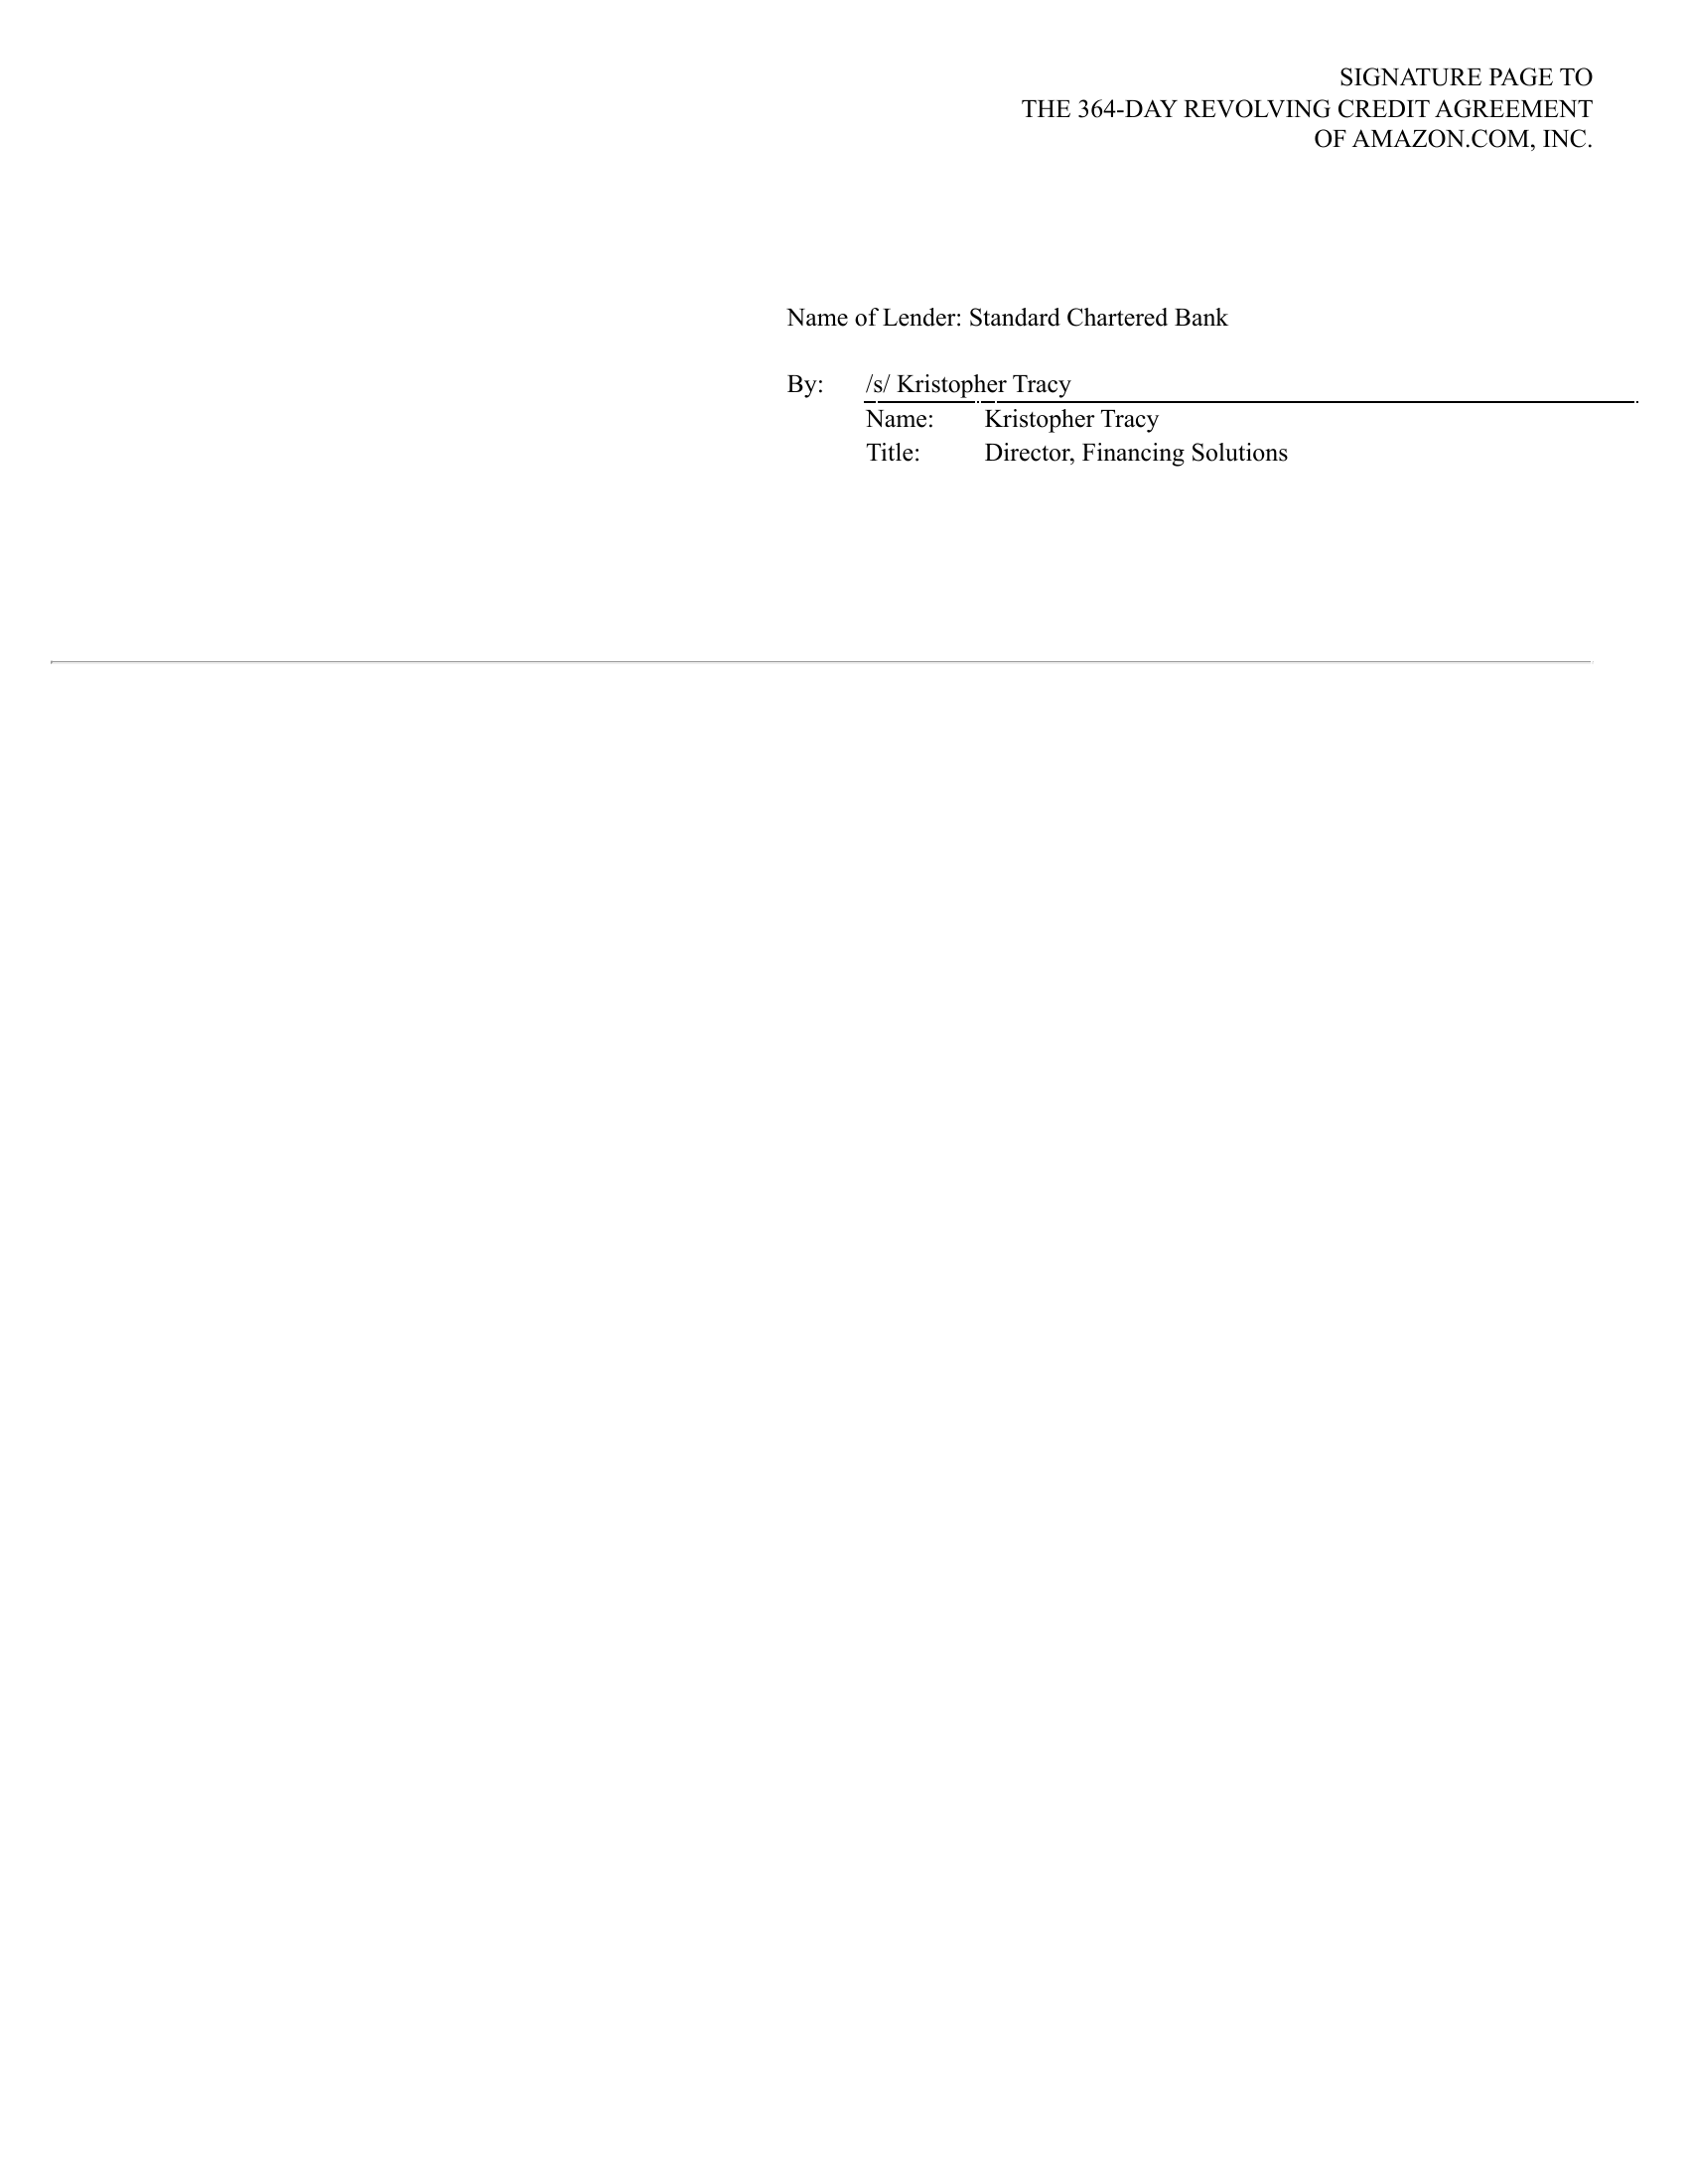 SIGNATURE PAGE TO
THE 364-DAY REVOLVING CREDIT AGREEMENT
OF AMAZON.COM, INC.
Name of Lender: Standard Chartered Bank
By: /s/ Kristopher Tracy
Name: Kristopher Tracy
Title: Director, Financing Solutions